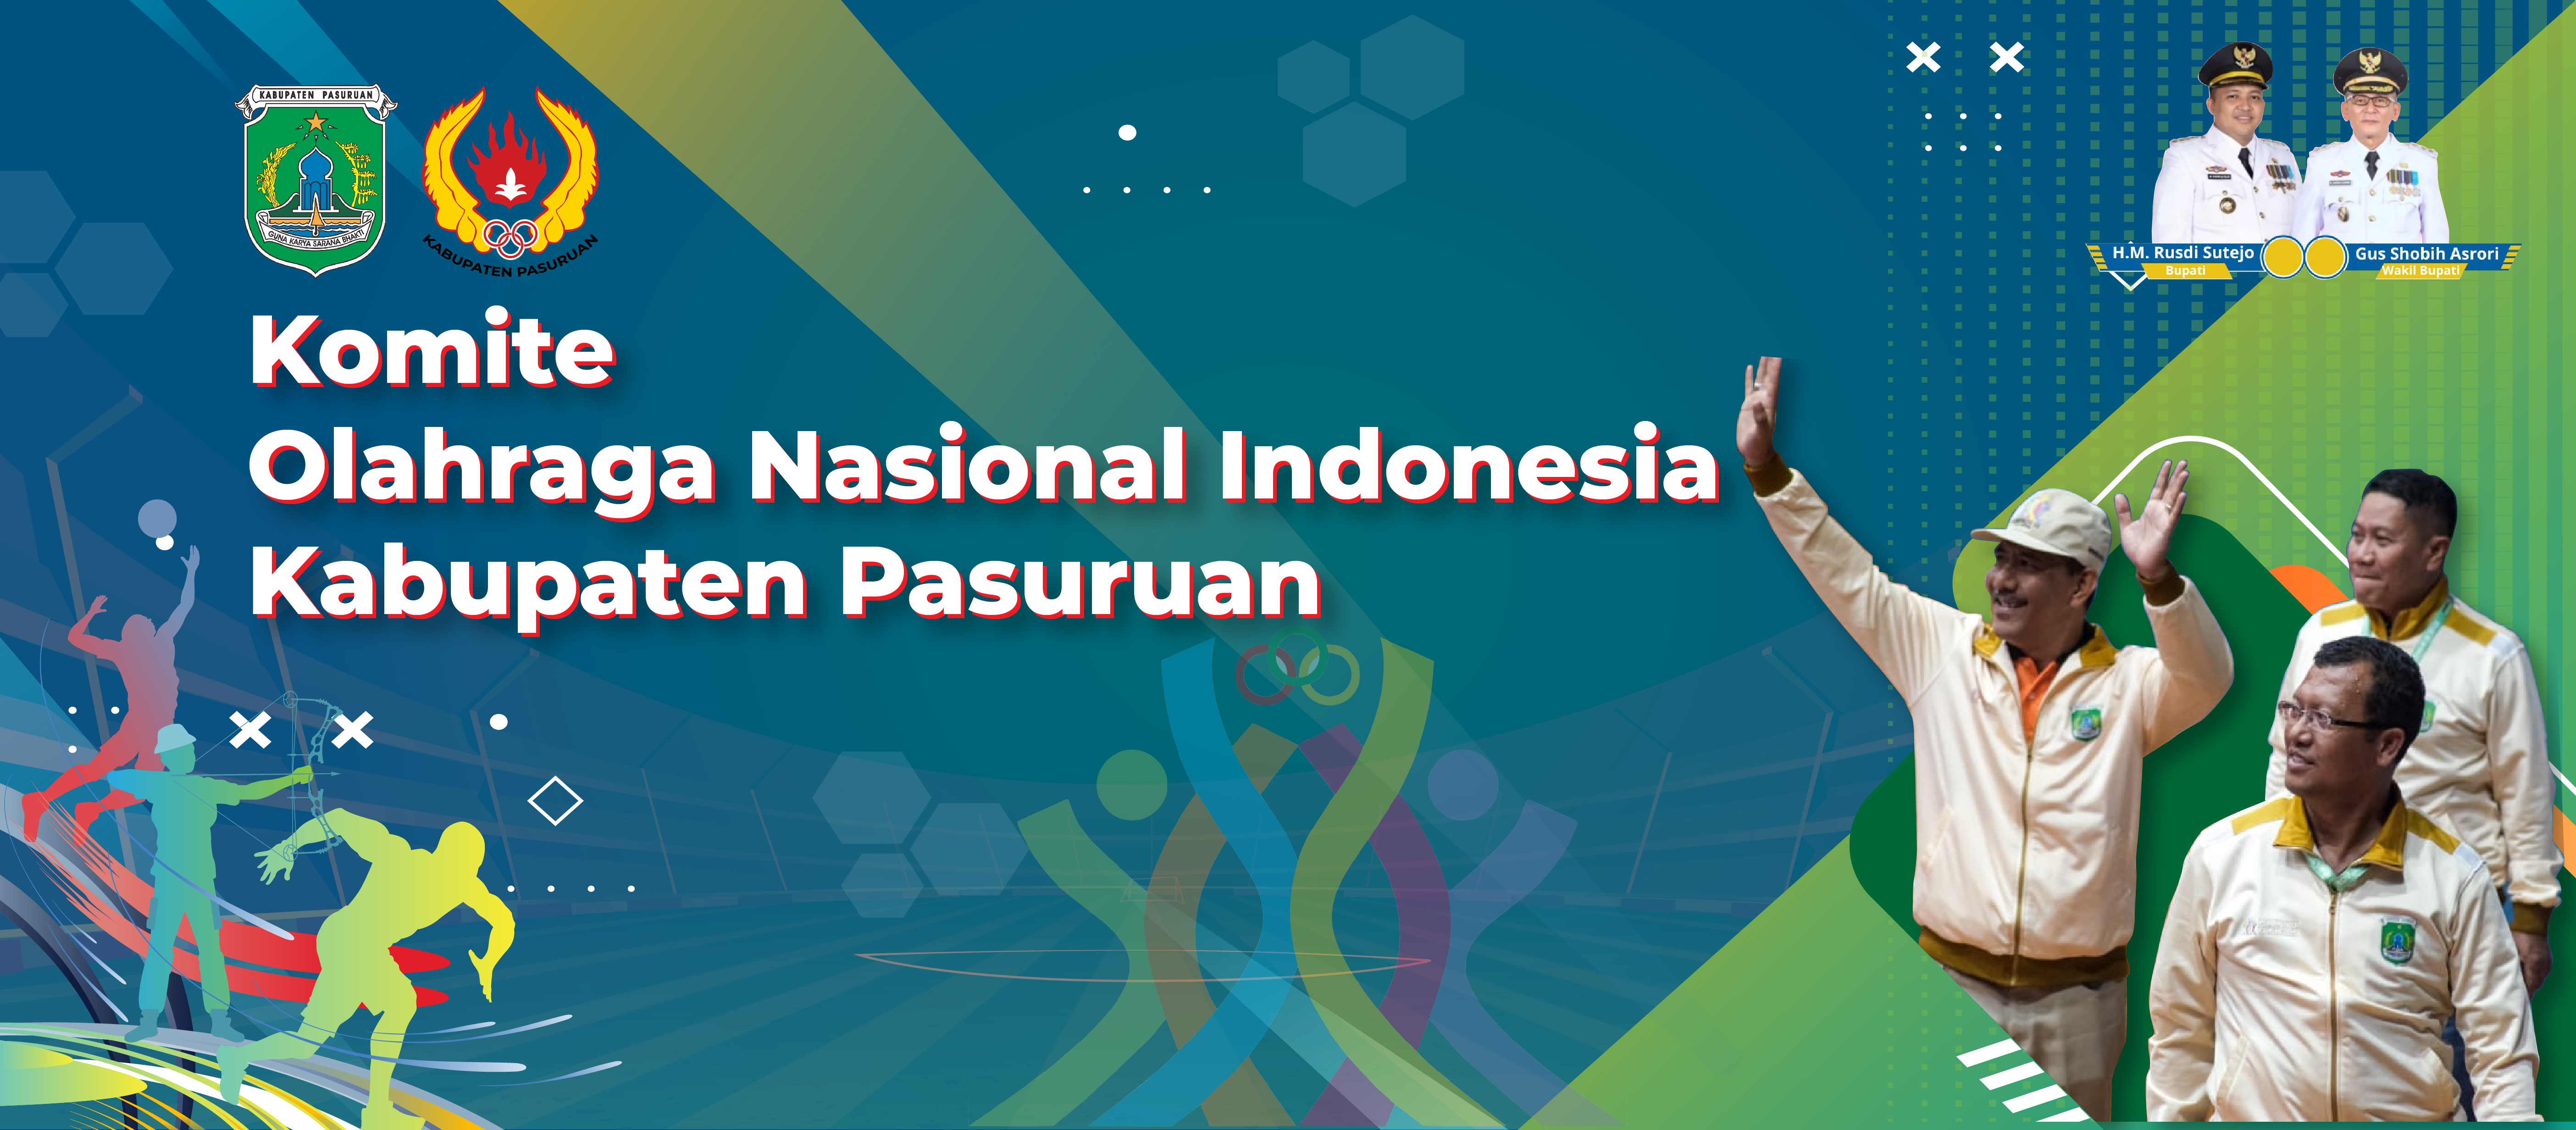 KABUPATEN PASURUAN
GUNA KARYA SARANA BHAKTI
KABUPATEN PASURUAN
Komite
Olahraga Nasional Indonesia
Kabupaten Pasuruan
H.M. Rusdi Sutejo
Bupati
Gus Shobih Asrori
Wakil Bupati